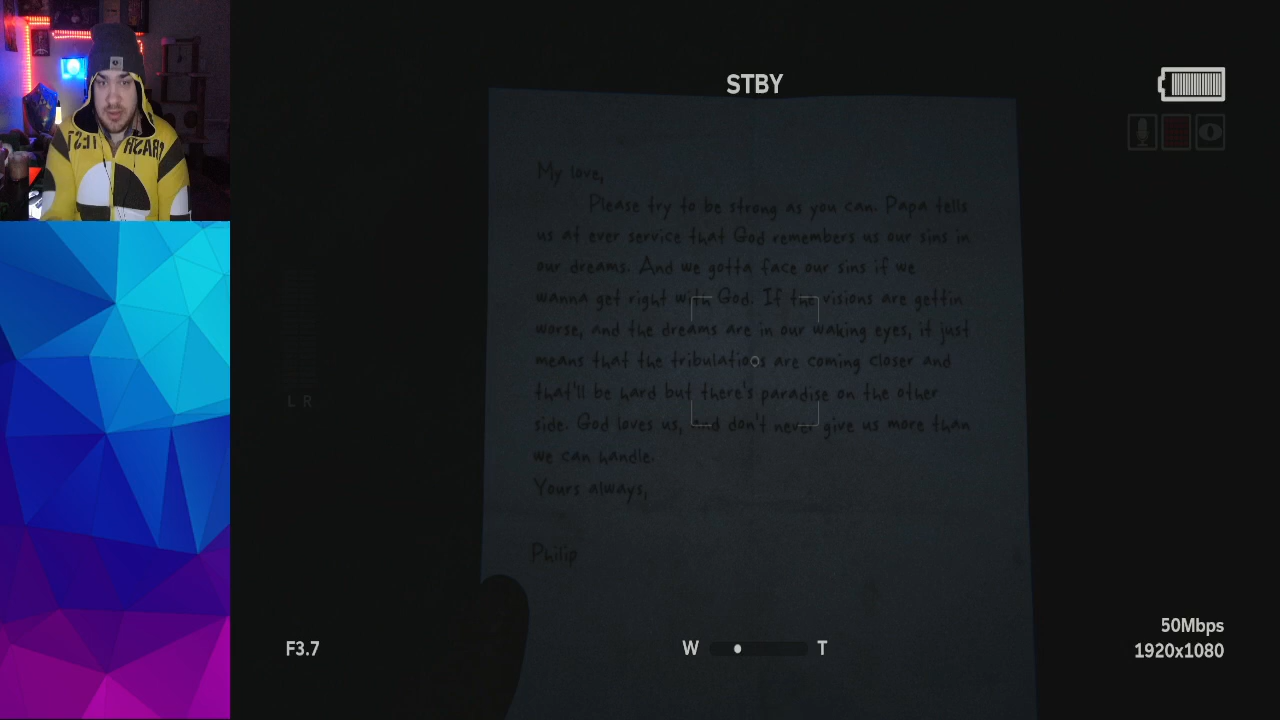 STBY
My love,
Please try to be strong as you can. Papa tells
us at ever service that God remembers us our sins in
our dreams. And we gotta face our sins if we
wanna get right with God. If the visions are gettin
worse, and the dreams are in our waking eyes, it just
means that the tribulations are coming closer and
that'll be hard but there's paradise on the other
side. God loves us, and don't never give us more than
we can handle.
Yours always,
Philip
L R
F3.7
W T
50Mbps
1920x1080